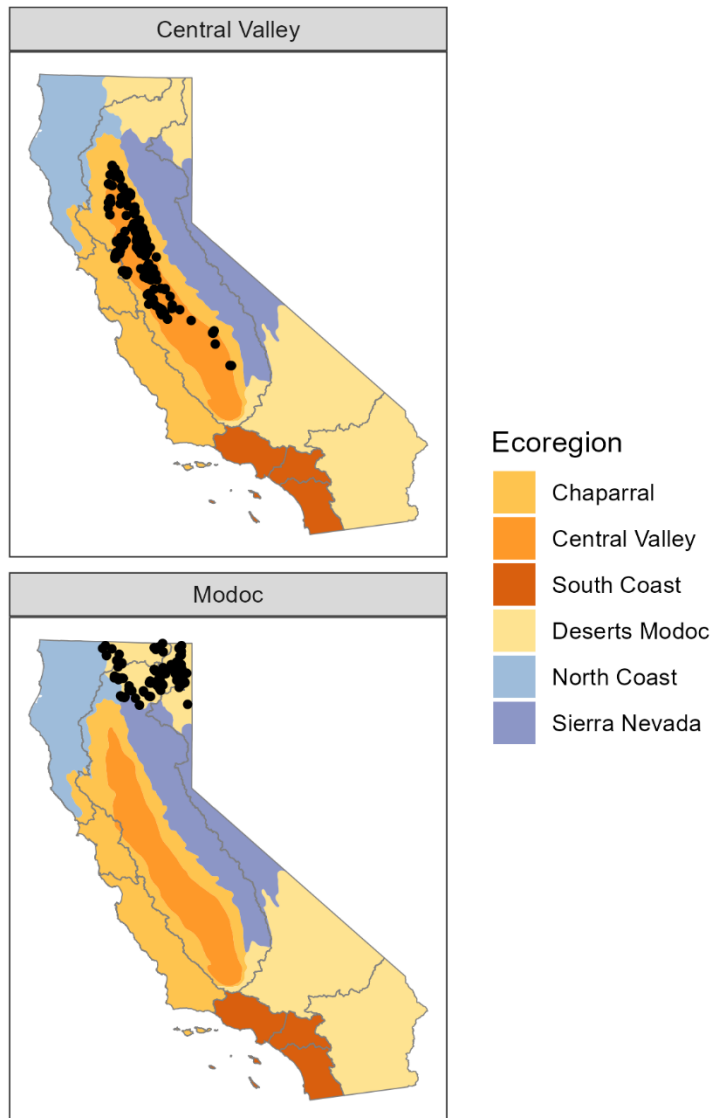 Central Valley
Ecoregion
Chaparral
Central Valley
South Coast
Deserts Modoc
North Coast
Sierra Nevada
Modoc